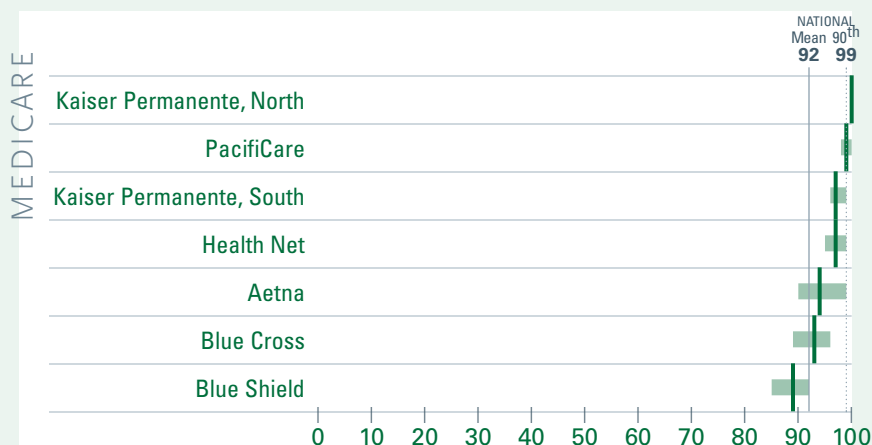 NATIONAL
Mean 90th
92 99
MEDICARE
Kaiser Permanente, North
PacifiCare
Kaiser Permanente, South
Health Net
Aetna
Blue Cross
Blue Shield
0 10 20 30 40 50 60 70 80 90 100